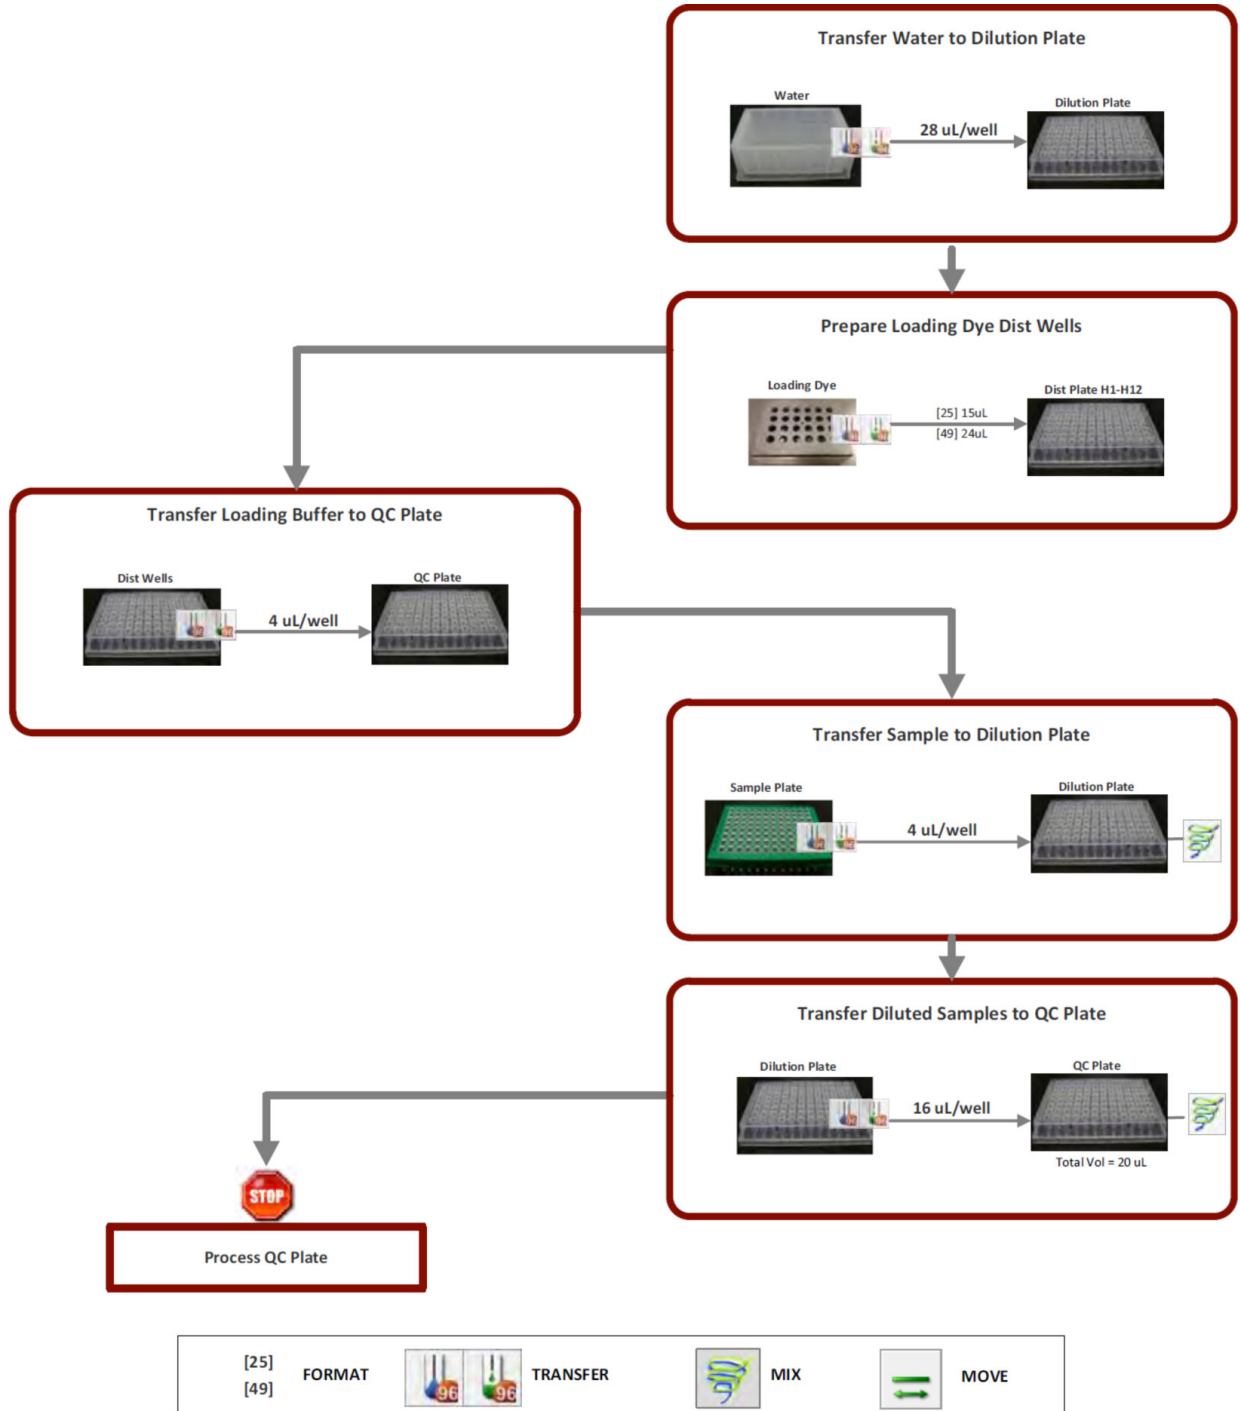 Transfer Water to Dilution Plate
Water
Dilution Plate
28 uL/well
Prepare Loading Dye Dist Wells
Loading Dye
Dist Plate H1-H12
[25] 15uL
[49] 24uL
Transfer Loading Buffer to QC Plate
Dist Wells
QC Plate
4 uL/well
Transfer Sample to Dilution Plate
Sample Plate
Dilution Plate
4 uL/well
Transfer Diluted Samples to QC Plate
Dilution Plate
QC Plate
16 uL/well
Total Vol = 20 uL
STOP
Process QC Plate
[25]
[49]
FORMAT
96
96
TRANSFER
MIX
MOVE